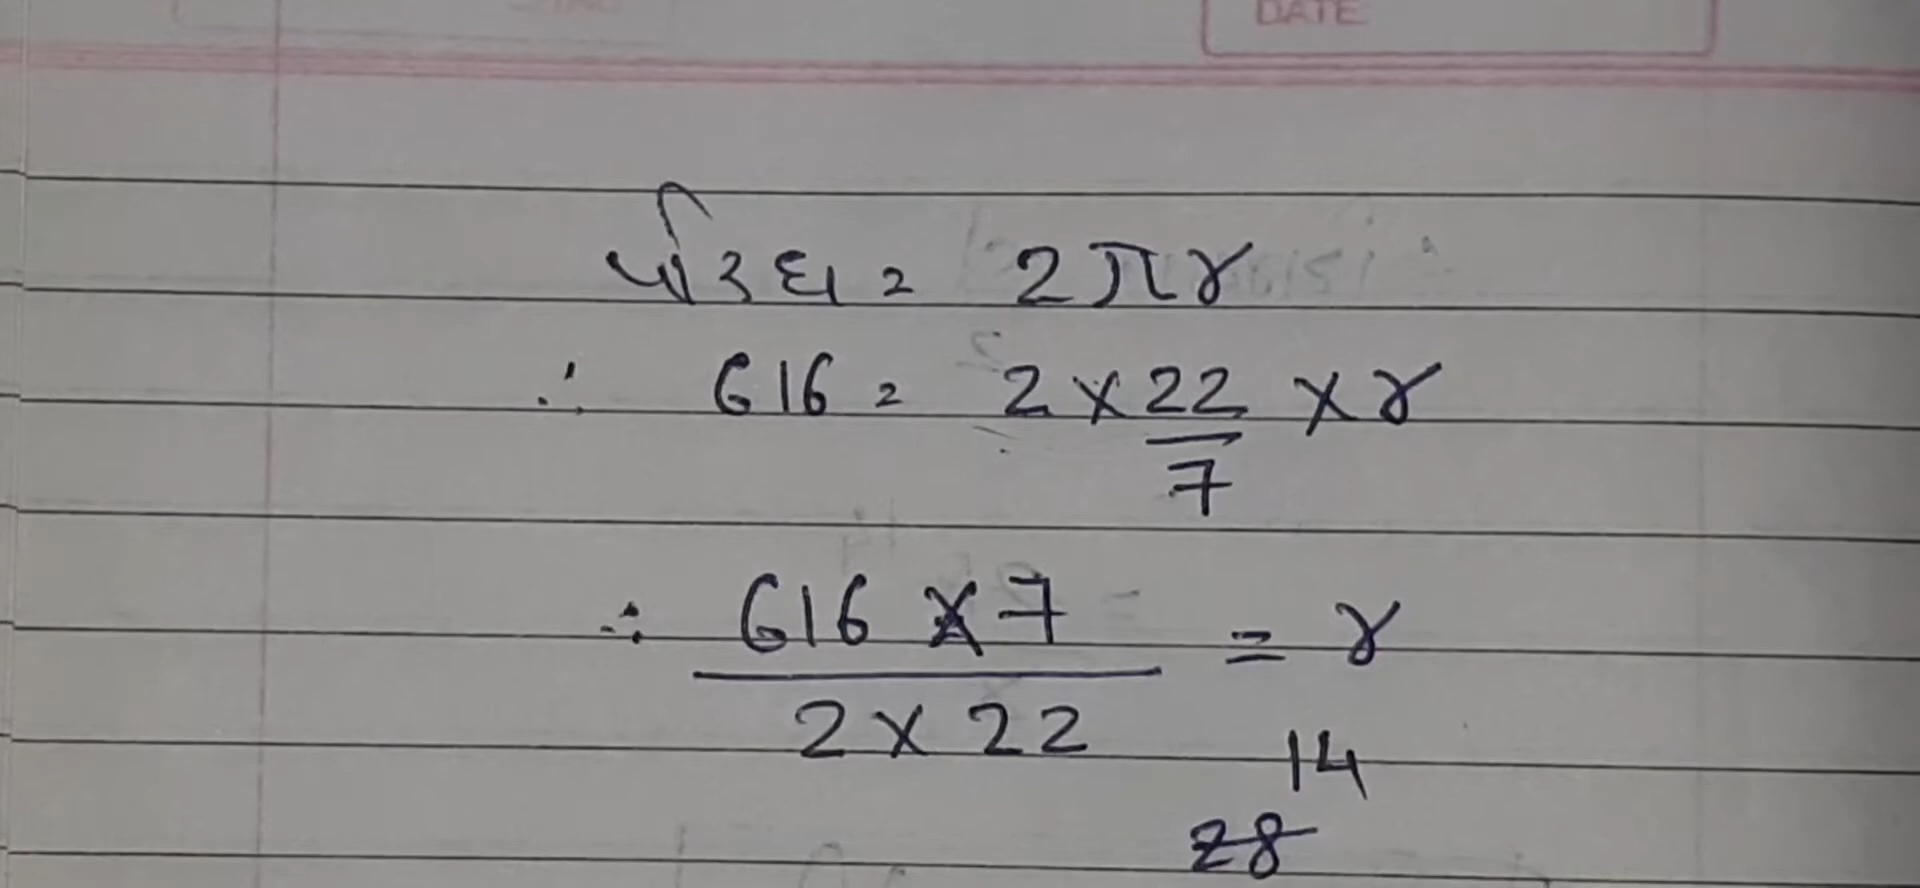 DATE
પરિઘ = 2πr
∴ 616 = 2 × 22/7 × r
∴ 616 × 7 / 2 × 22 = r
14
28